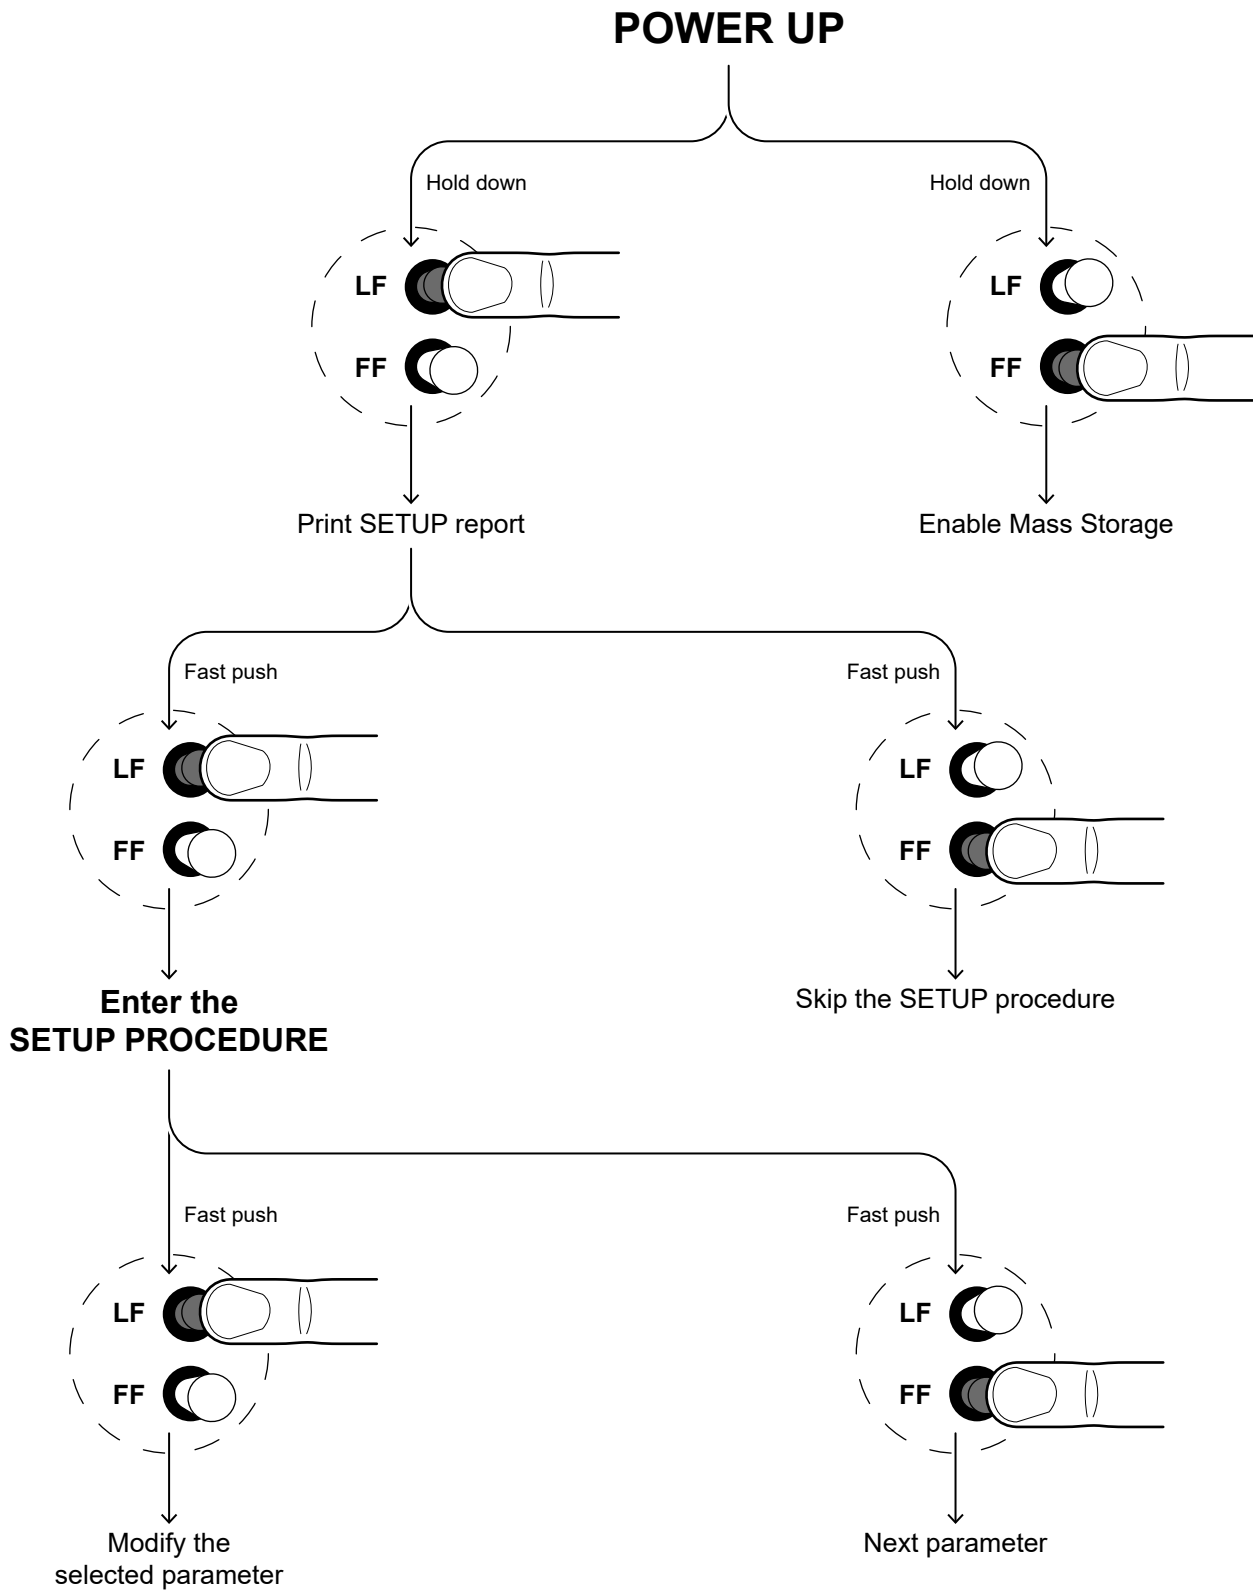 POWER UP
Hold down
Hold down
LF
FF
LF
FF
Print SETUP report
Enable Mass Storage
Fast push
Fast push
LF
FF
LF
FF
Enter the
SETUP PROCEDURE
Skip the SETUP procedure
Fast push
Fast push
LF
FF
LF
FF
Modify the
selected parameter
Next parameter